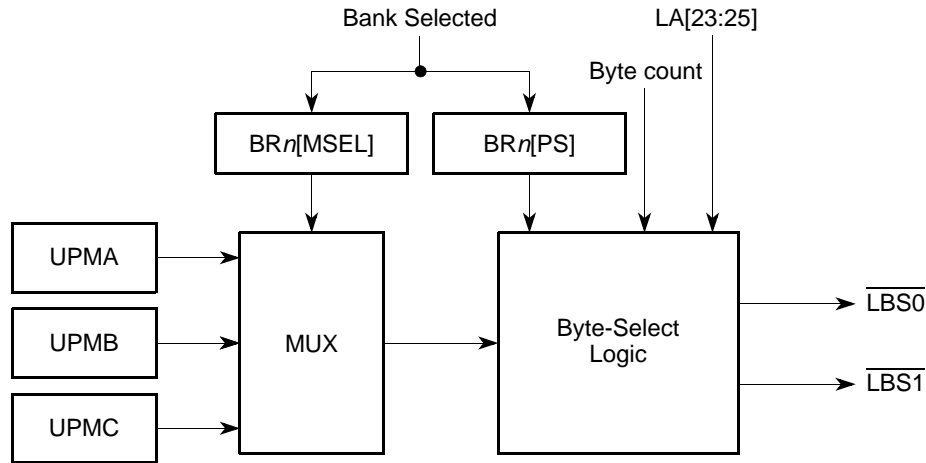 Bank Selected
LA[23:25]
Byte count
BRn[MSEL]
BRn[PS]
UPMA
UPMB
UPMC
MUX
Byte-Select
Logic
LBS0
LBS1